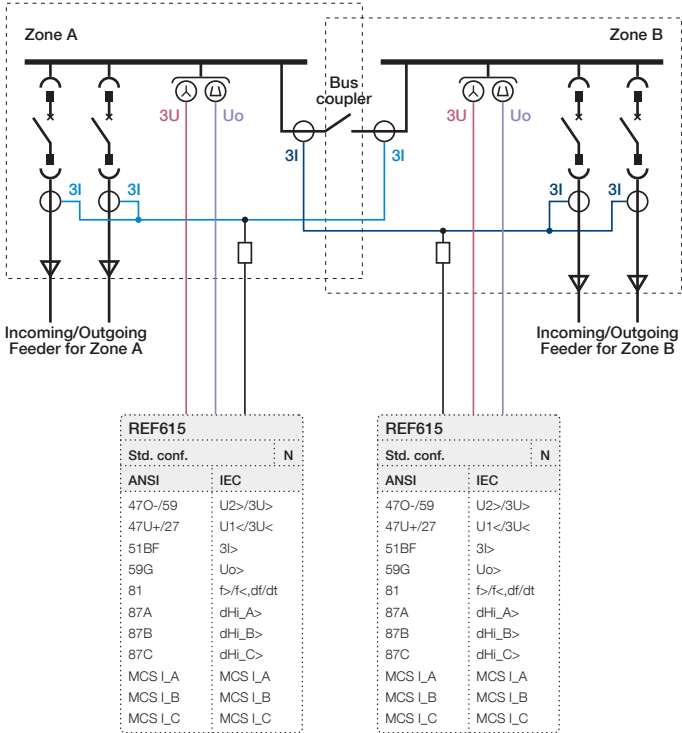 Zone A
Zone B
Bus
coupler
3U
Uo
3U
Uo
3I
3I
3I
3I
3I
3I
Incoming/Outgoing
Feeder for Zone A
Incoming/Outgoing
Feeder for Zone B
REF615
Std. conf. N
ANSI IEC
47O-/59 U2>/3U>
47U+/27 U1</3U<
51BF 3I>
59G Uo>
81 f>/f<,df/dt
87A dHi_A>
87B dHi_B>
87C dHi_C>
MCS I_A MCS I_A
MCS I_B MCS I_B
MCS I_C MCS I_C
REF615
Std. conf. N
ANSI IEC
47O-/59 U2>/3U>
47U+/27 U1</3U<
51BF 3I>
59G Uo>
81 f>/f<,df/dt
87A dHi_A>
87B dHi_B>
87C dHi_C>
MCS I_A MCS I_A
MCS I_B MCS I_B
MCS I_C MCS I_C